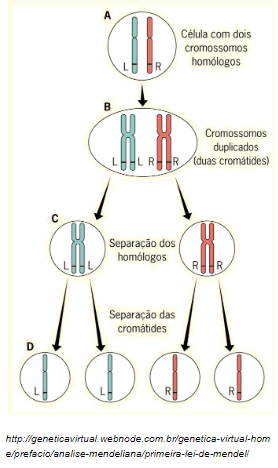 A
Célula com dois
cromossomos
homólogos
L R
B
Cromossomos
duplicados
(duas cromátides)
L L R R
C
Separação dos
homólogos
L L R R
Separação das
cromátides
D
L L R R
http://geneticavirtual.webnode.com.br/genetica-virtual-hom
e/prefacio/analise-mendeliana/primeira-lei-de-mendeli